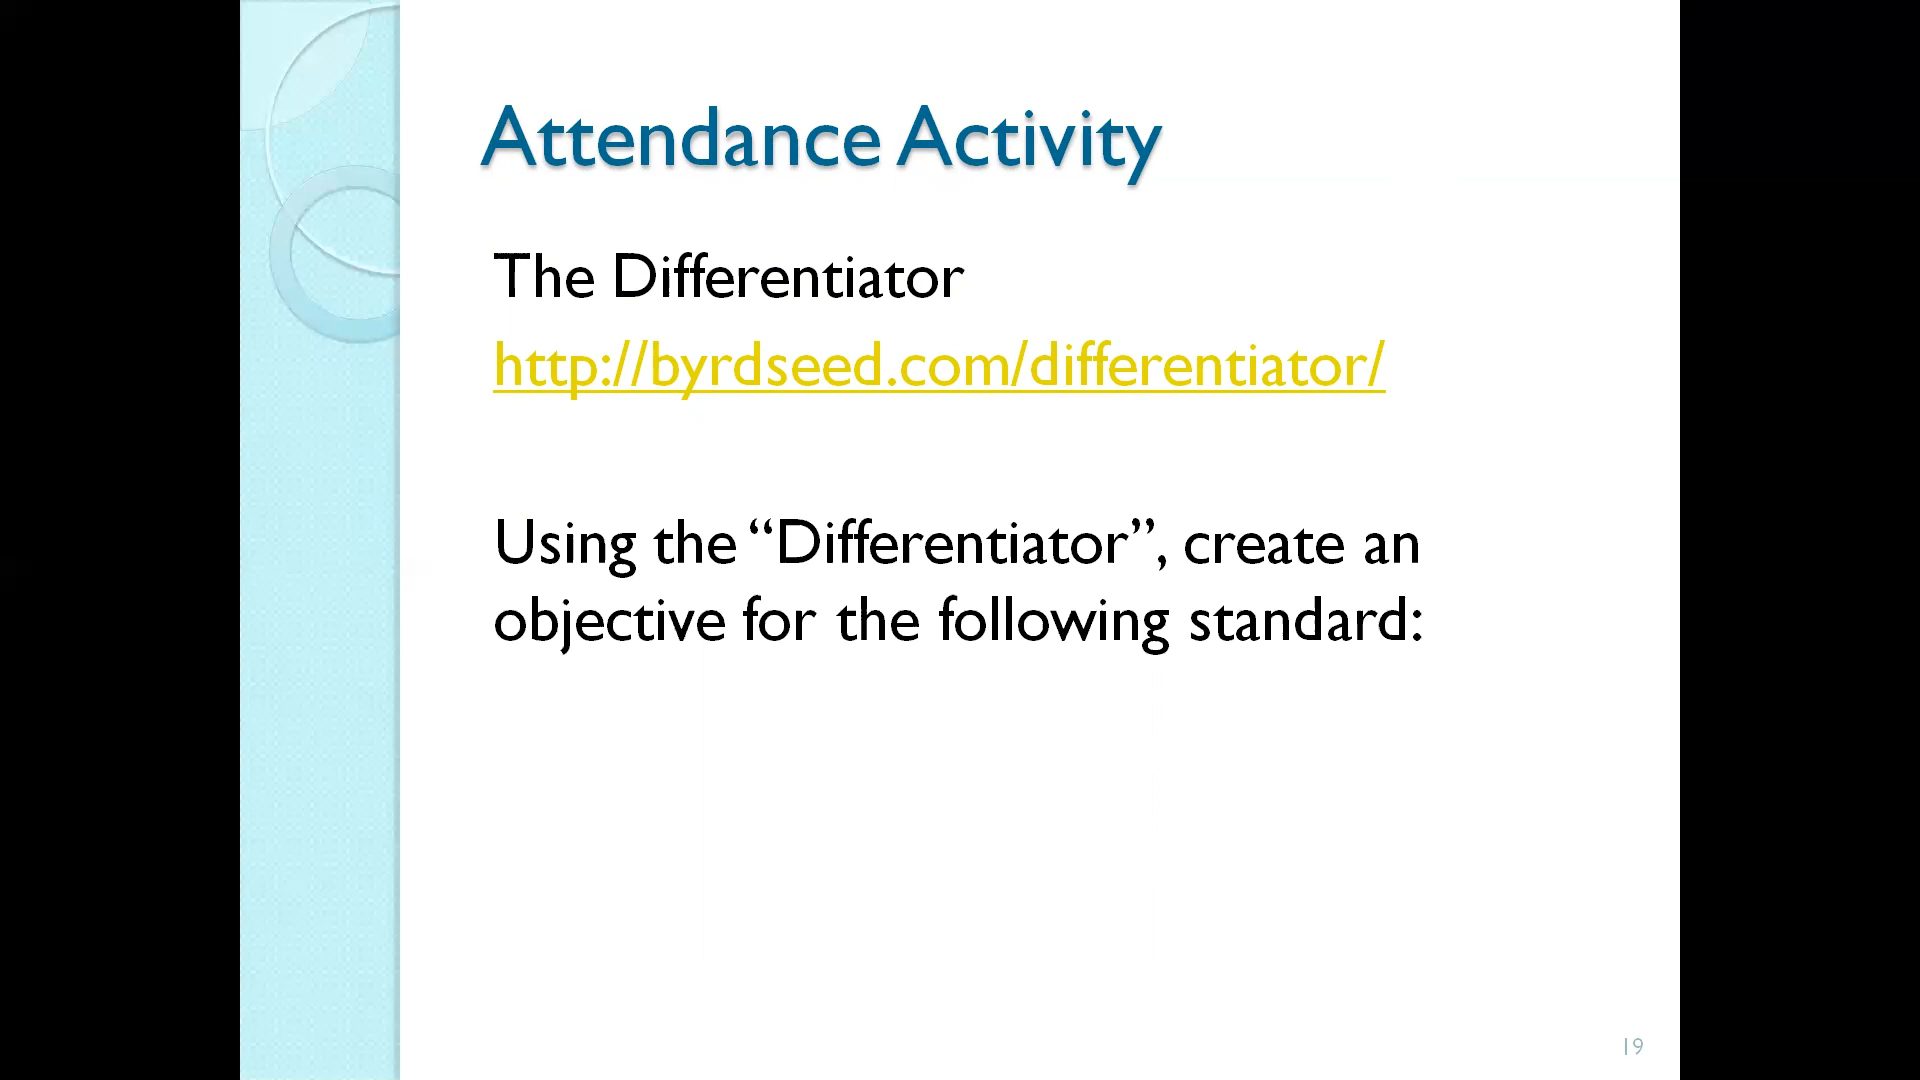 Attendance Activity
The Differentiator
http://byrdseed.com/differentiator/
Using the “Differentiator”, create an
objective for the following standard:
19